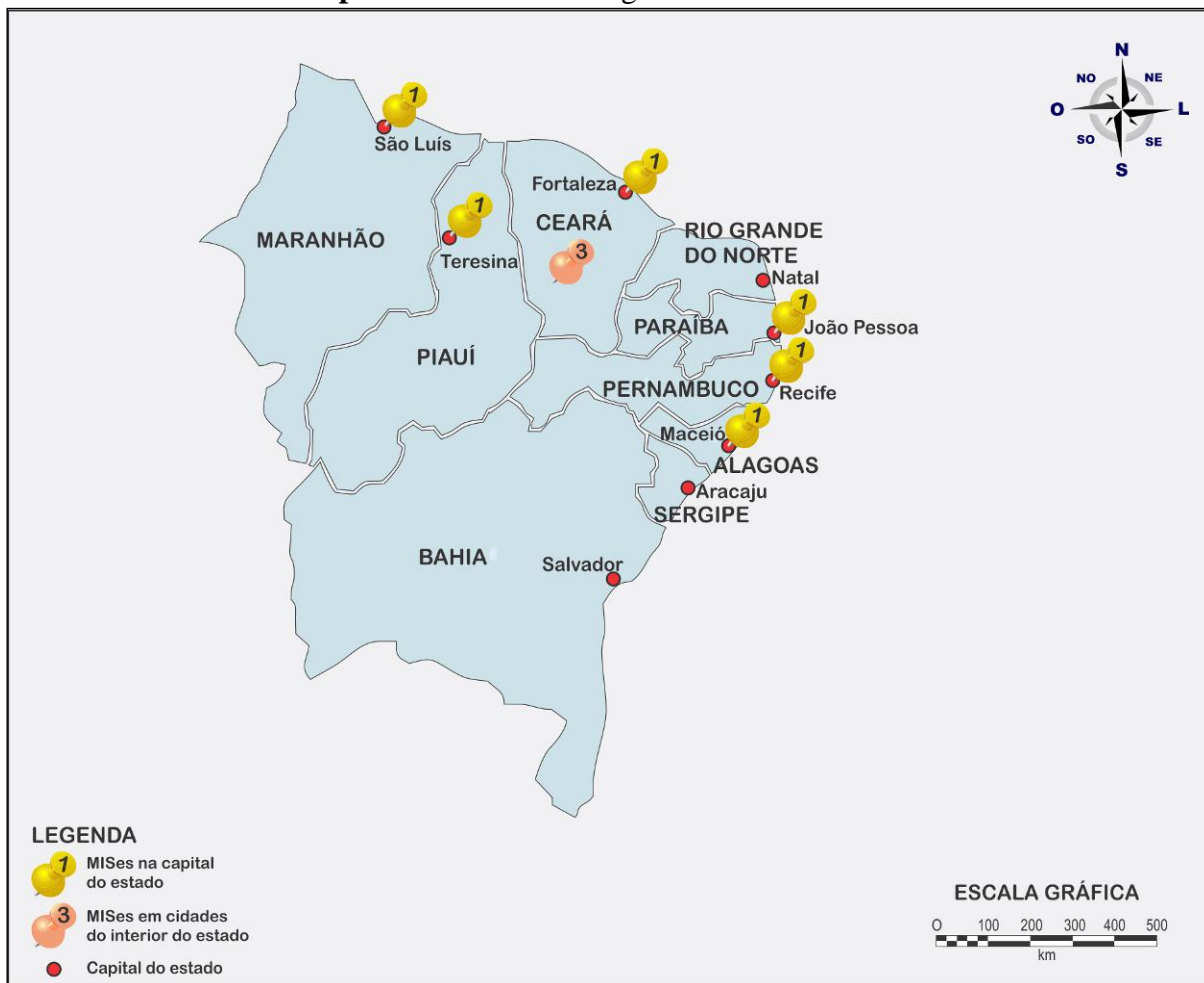 N
NO NE
O L
SO SE
S
1
São Luís
1
Fortaleza
1
Teresina
CEARÁ
3
MARANHÃO
RIO GRANDE
DO NORTE
Natal
1
João Pessoa
PARAÍBA
PIAUÍ
1
Recife
PERNAMBUCO
1
Maceió
ALAGOAS
Aracaju
SERGIPE
BAHIA
Salvador
LEGENDA
1 MISes na capital
do estado
3 MISes em cidades
do interior do estado
Capital do estado
ESCALA GRÁFICA
0 100 200 300 400 500
km